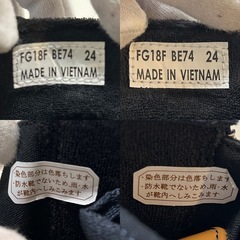 FG18F BE74 24
MADE IN VIETNAM
FG18F BE74 24
MADE IN VIETNAM
・染色部分は色落ちします
・防水靴でないため、雨・水
が靴内へしみこみます
・染色部分は色落ちします
・防水靴でないため、雨・水
が靴内へしみこみます